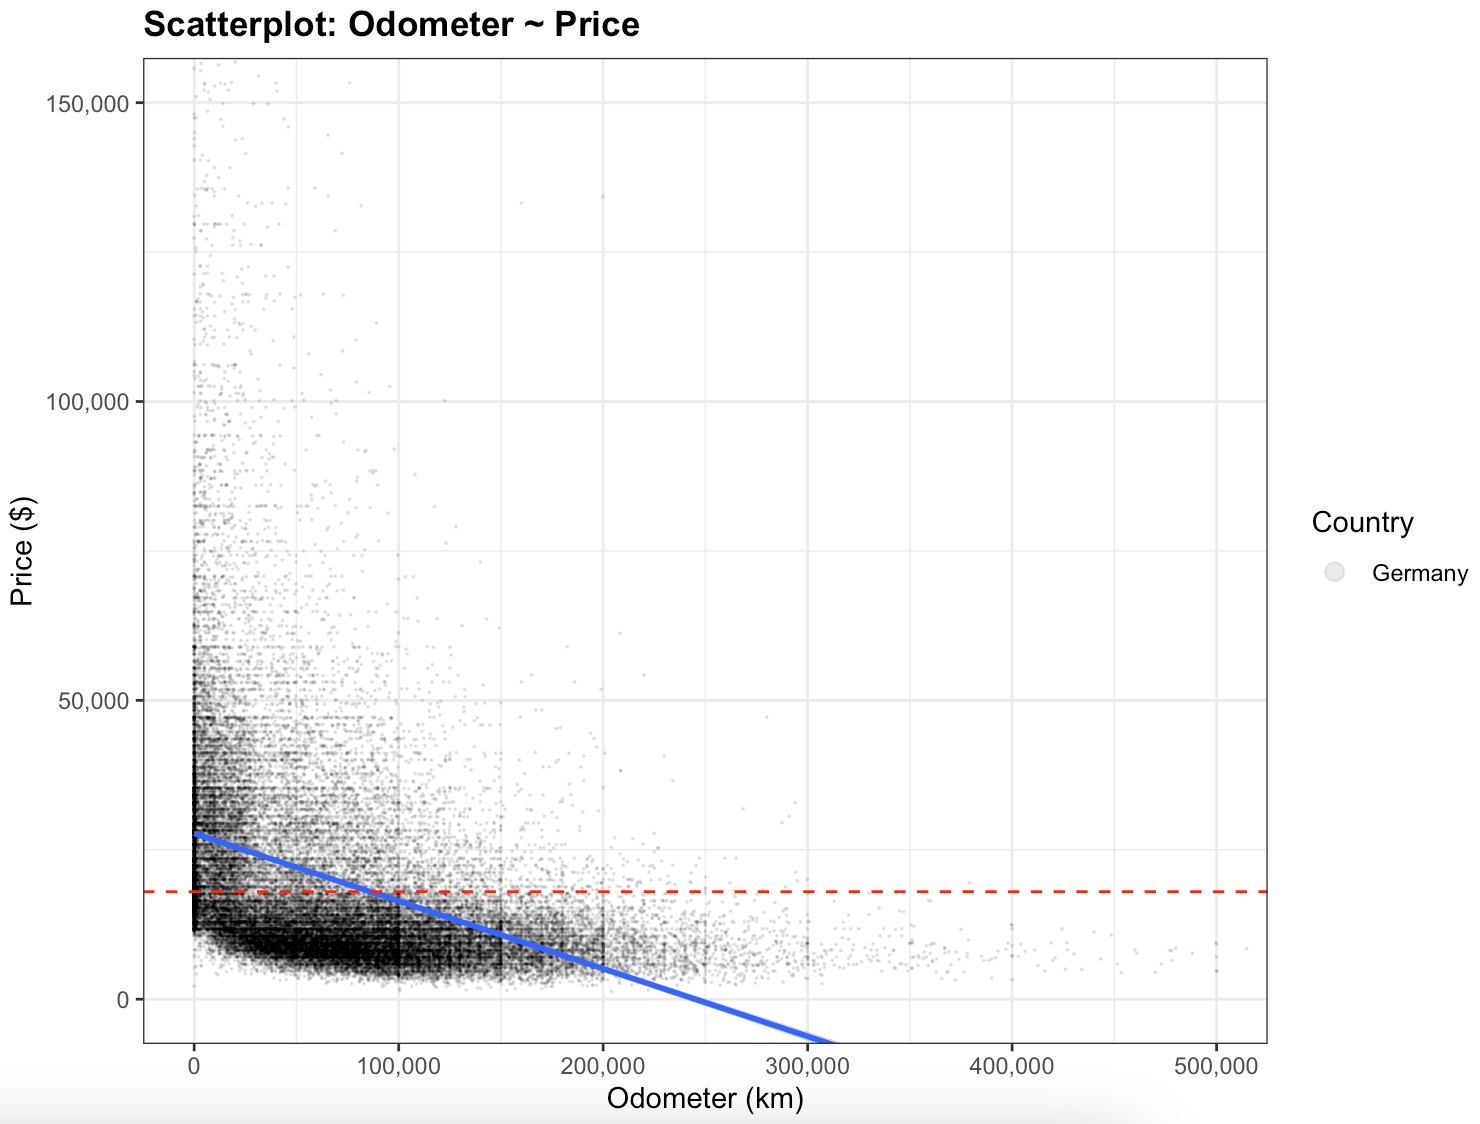 Scatterplot: Odometer ~ Price
150,000
100,000
50,000
0
Price ($)
0
100,000
200,000
300,000
400,000
500,000
Odometer (km)
Country
Germany